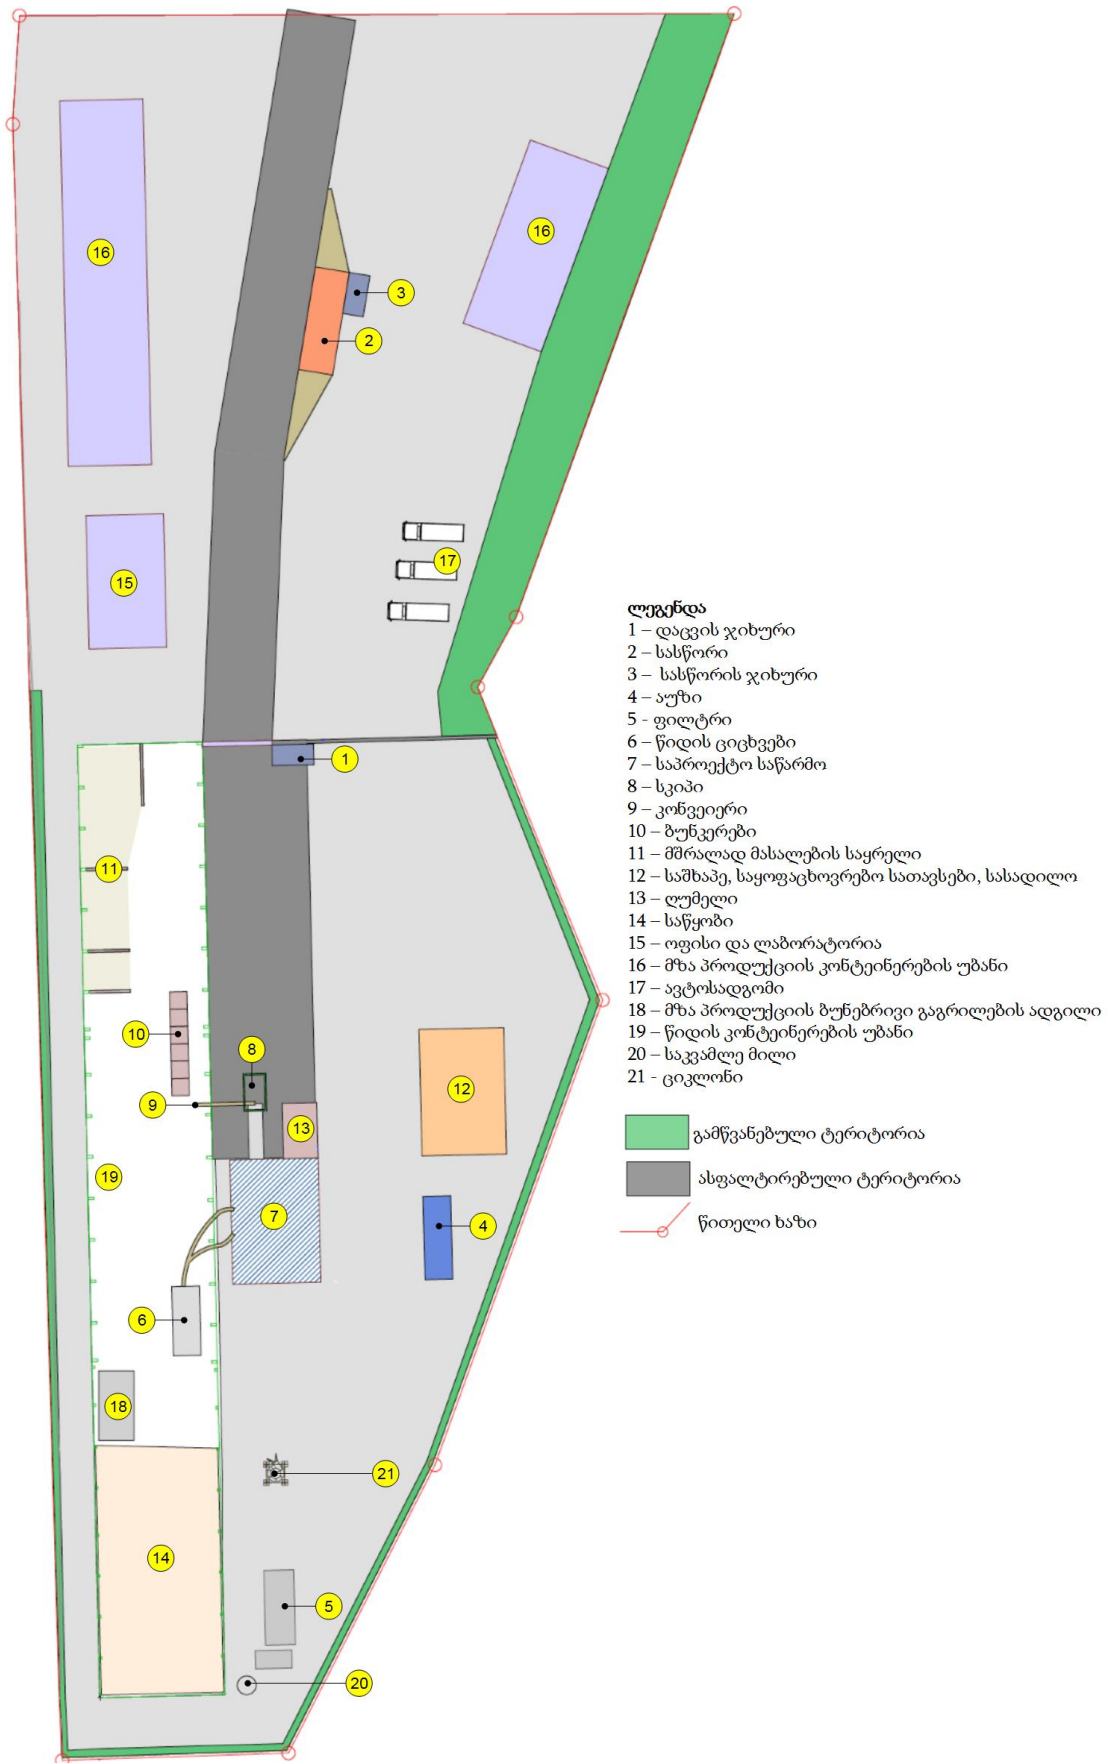 16
16
3
2
17
15
1
11
10
8
9
12
13
19
7
4
6
18
21
14
5
20
ლეგენდა
1 – დაცვის ჯიხური
2 – სასწორი
3 – სასწორის ჯიხური
4 – აუზი
5 - ფილტრი
6 – წიდის ციცხვები
7 – საპროექტო საწარმო
8 – სკიპი
9 – კონვეიერი
10 – ბუნკერები
11 – მშრალად მასალების საყრელი
12 – საშხაპე, საყოფაცხოვრებო სათავსები, სასადილო
13 – ღუმელი
14 – საწყობი
15 – ოფისი და ლაბორატორია
16 – მზა პროდუქციის კონტეინერების უბანი
17 – ავტოსადგომი
18 – მზა პროდუქციის ბუნებრივი გაგრილების ადგილი
19 – წიდის კონტეინერების უბანი
20 – საკვამლე მილი
21 - ციკლონი
გამწვანებული ტერიტორია
ასფალტირებული ტერიტორია
წითელი ხაზი